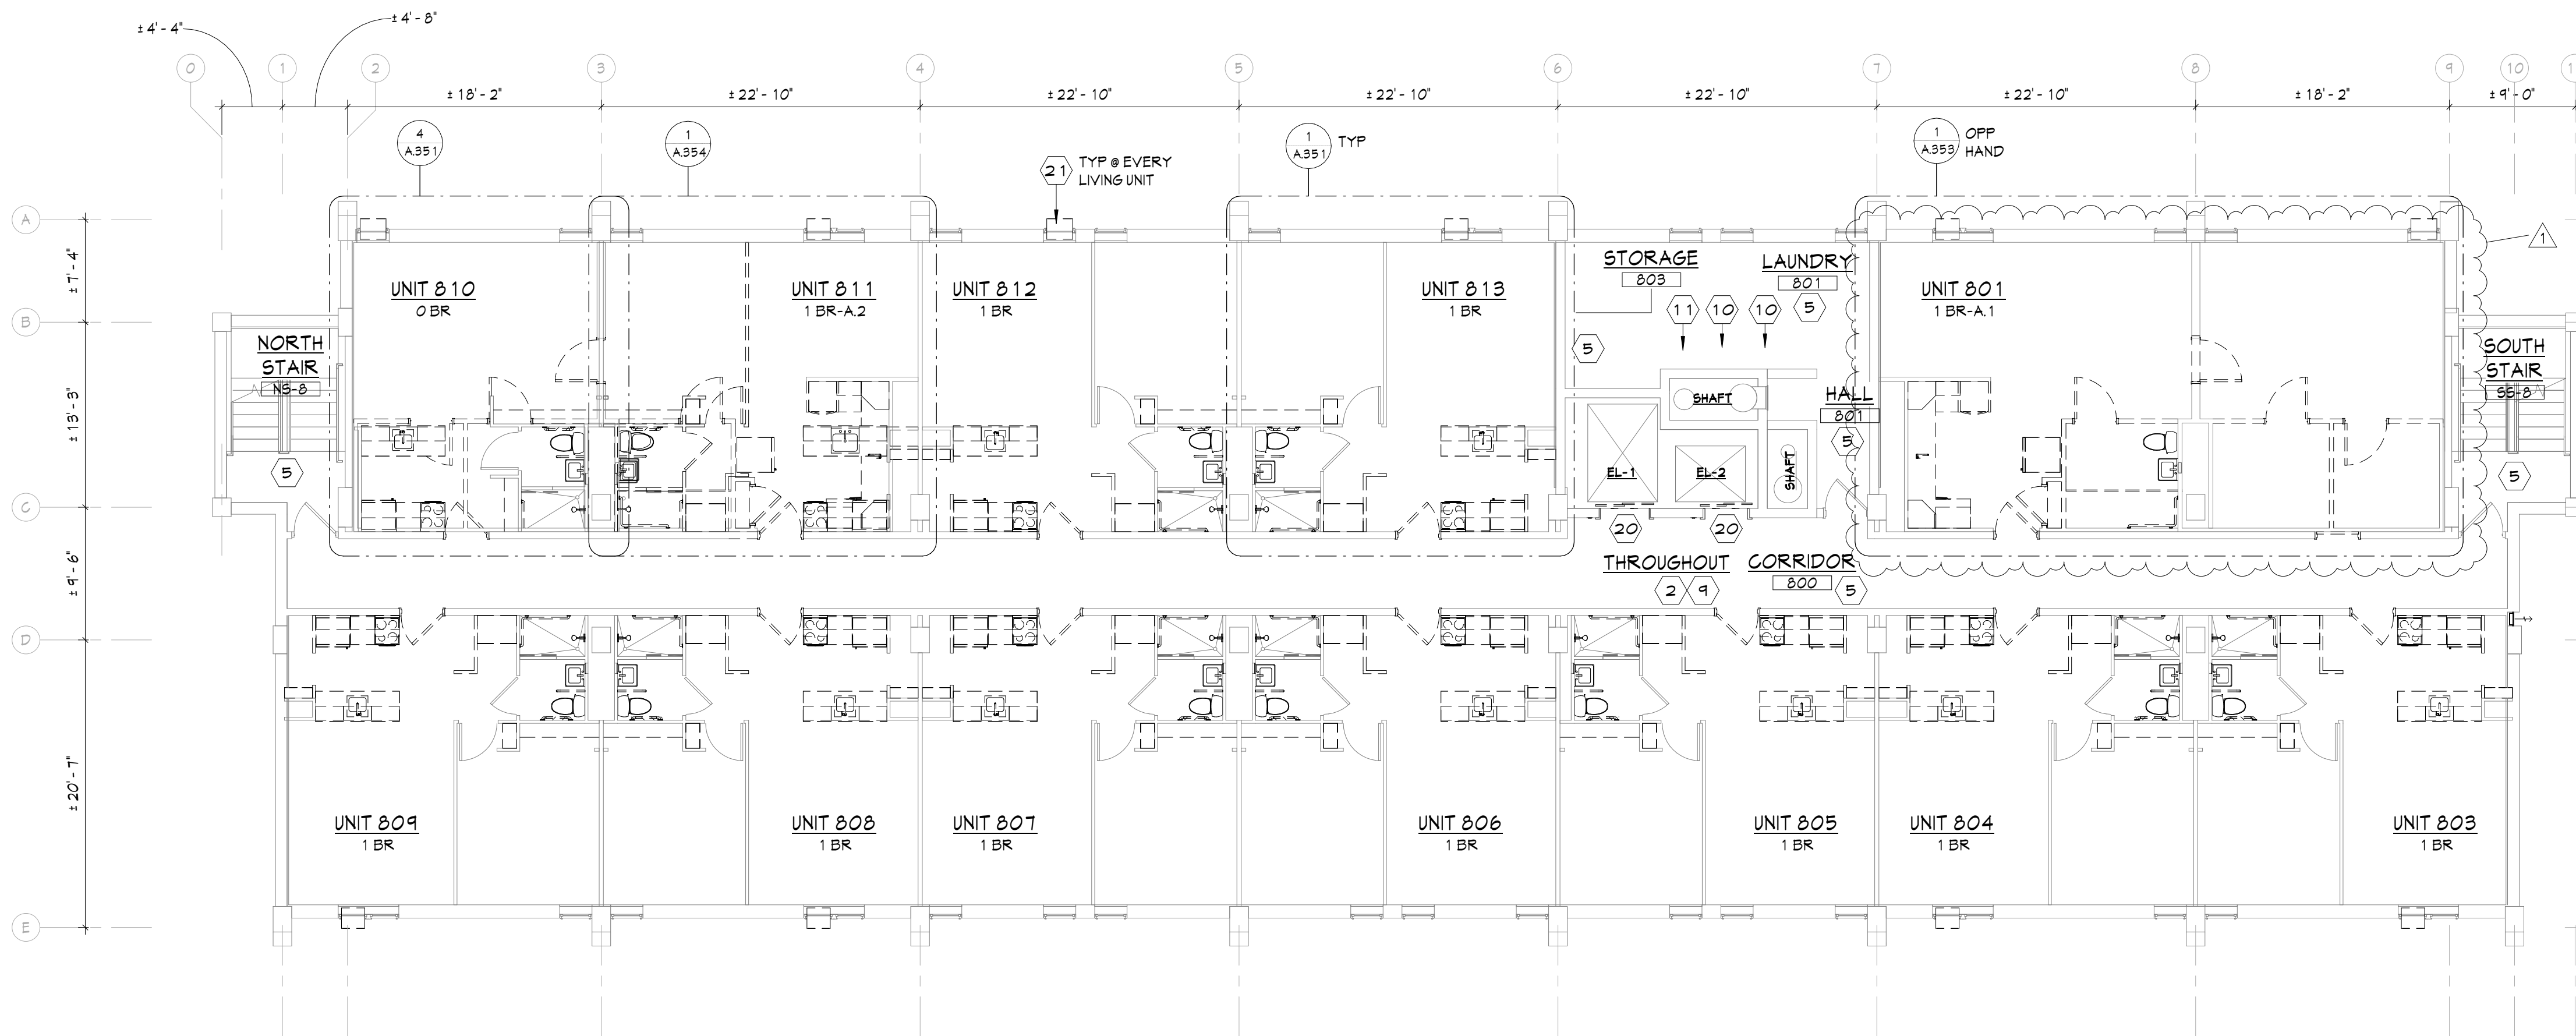 ± 4' - 4"
± 4' - 8"
0
1
2
3
4
5
6
7
8
9
10
± 18' - 2"
± 22' - 10"
± 22' - 10"
± 22' - 10"
± 22' - 10"
± 22' - 10"
± 18' - 2"
± 9' - 0"
4
A.351
1
A.354
21
TYP @ EVERY
LIVING UNIT
1
A.351
TYP
1
A.353
OPP
HAND
A
B
C
D
E
± 7' - 4"
± 13' - 3"
± 9' - 6"
± 20' - 7"
1
UNIT 810
0 BR
UNIT 811
1 BR-A.2
UNIT 812
1 BR
UNIT 813
1 BR
STORAGE
803
LAUNDRY
801
5
11
10
10
5
UNIT 801
1 BR-A.1
NORTH
STAIR
NS-8
5
SOUTH
STAIR
SS-8
5
SHAFT
HALL
801
5
EL-1
EL-2
SHAFT
20
20
THROUGHOUT
2
9
CORRIDOR
800
5
UNIT 809
1 BR
UNIT 808
1 BR
UNIT 807
1 BR
UNIT 806
1 BR
UNIT 805
1 BR
UNIT 804
1 BR
UNIT 803
1 BR